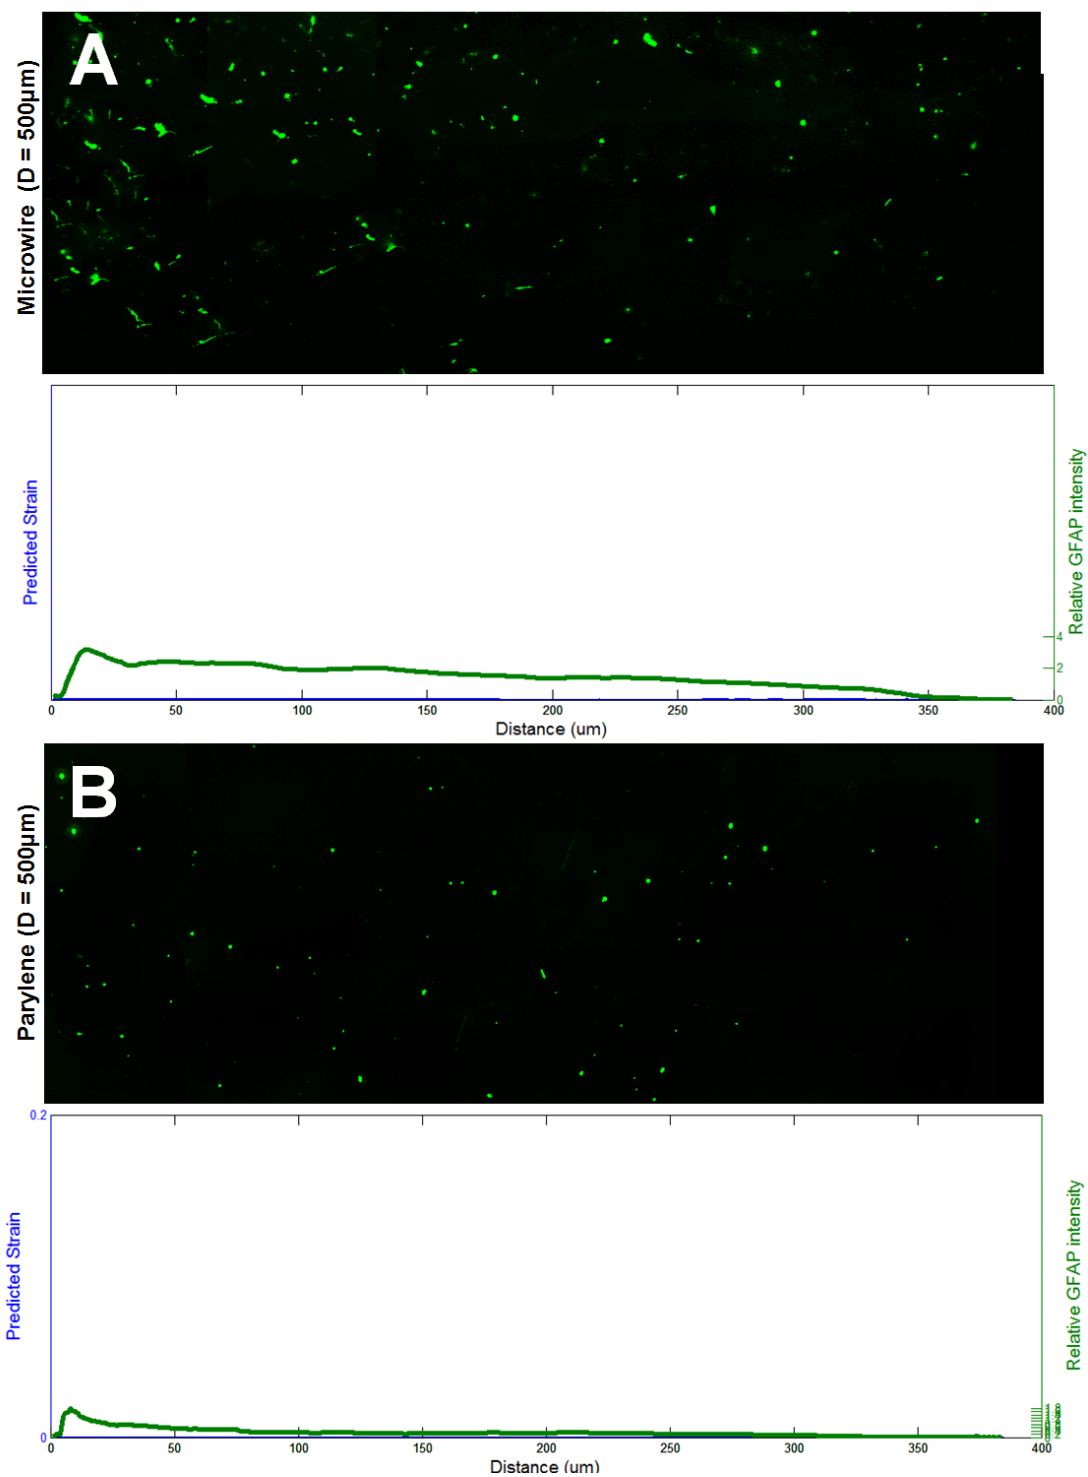 A
Microwire (D = 500µm)
Predicted Strain
Relative GFAP intensity
4
2
0
0 50 100 150 200 250 300 350 400
Distance (um)
B
Parylene (D = 500µm)
0.2
0
Predicted Strain
Relative GFAP intensity
0 50 100 150 200 250 300 350 400
Distance (um)